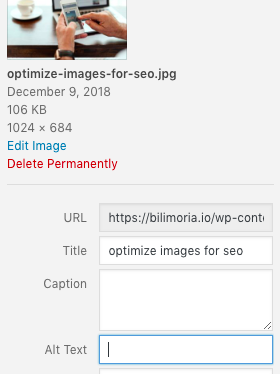 optimize-images-for-seo.jpg
December 9, 2018
106 KB
1024 × 684
Edit Image
Delete Permanently
URL https://bilimoria.io/wp-conte
Title optimize images for seo
Caption
Alt Text